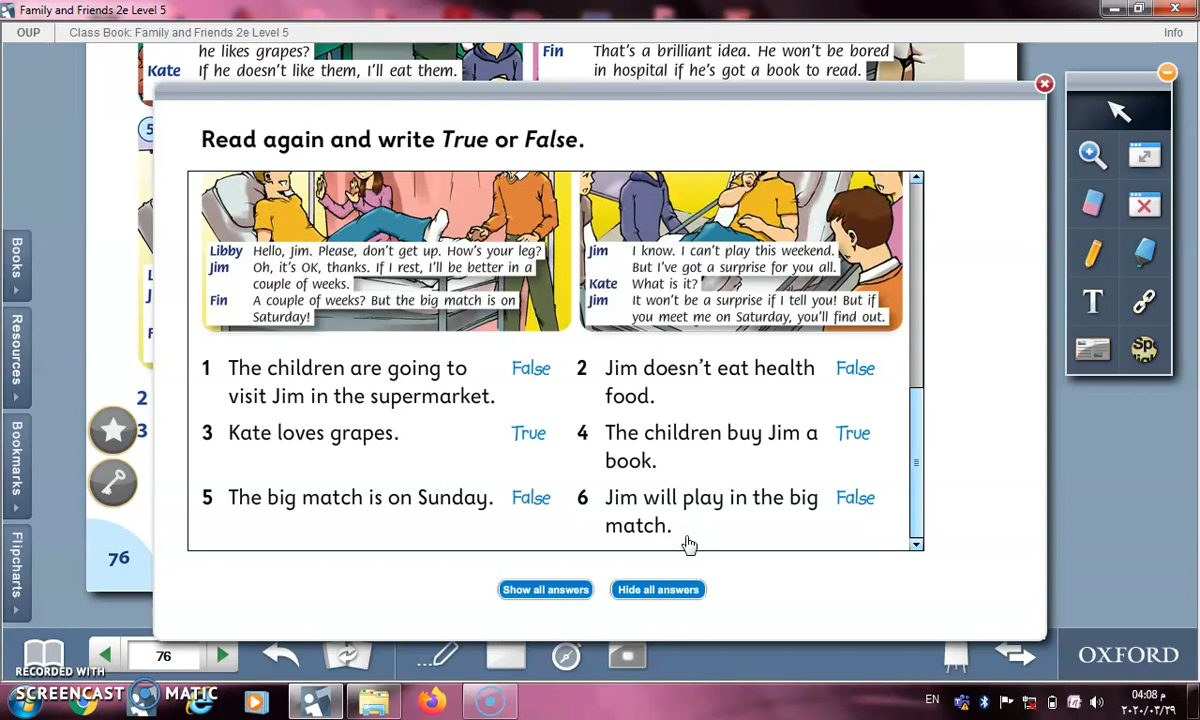 Family and Friends 2e Level 5
OUP Class Book: Family and Friends 2e Level 5 Info
he likes grapes?
Kate If he doesn't like them, I'll eat them.
Fin That's a brilliant idea. He won't be bored
in hospital if he's got a book to read.
5
Read again and write True or False.
Libby Hello, Jim. Please, don't get up. How's your leg?
Jim Oh, it's OK, thanks. If I rest, I'll be better in a
couple of weeks.
Fin A couple of weeks? But the big match is on
Saturday!
Jim I know. I can't play this weekend.
But I've got a surprise for you all.
Kate What is it?
Jim It won't be a surprise if I tell you! But if
you meet me on Saturday, you'll find out.
1 The children are going to
visit Jim in the supermarket.
False
2 Jim doesn't eat health
food.
False
3 Kate loves grapes. True
4 The children buy Jim a
book.
True
5 The big match is on Sunday. False
6 Jim will play in the big
match.
False
Show all answers
Hide all answers
L
J
F
2
3
76
Books
Resources
Bookmarks
Flipcharts
T
Spe
76
OXFORD
RECORDED WITH
SCREENCAST MATIC
EN
04:08 م
٢٠٢٠/٠٣/٢٩